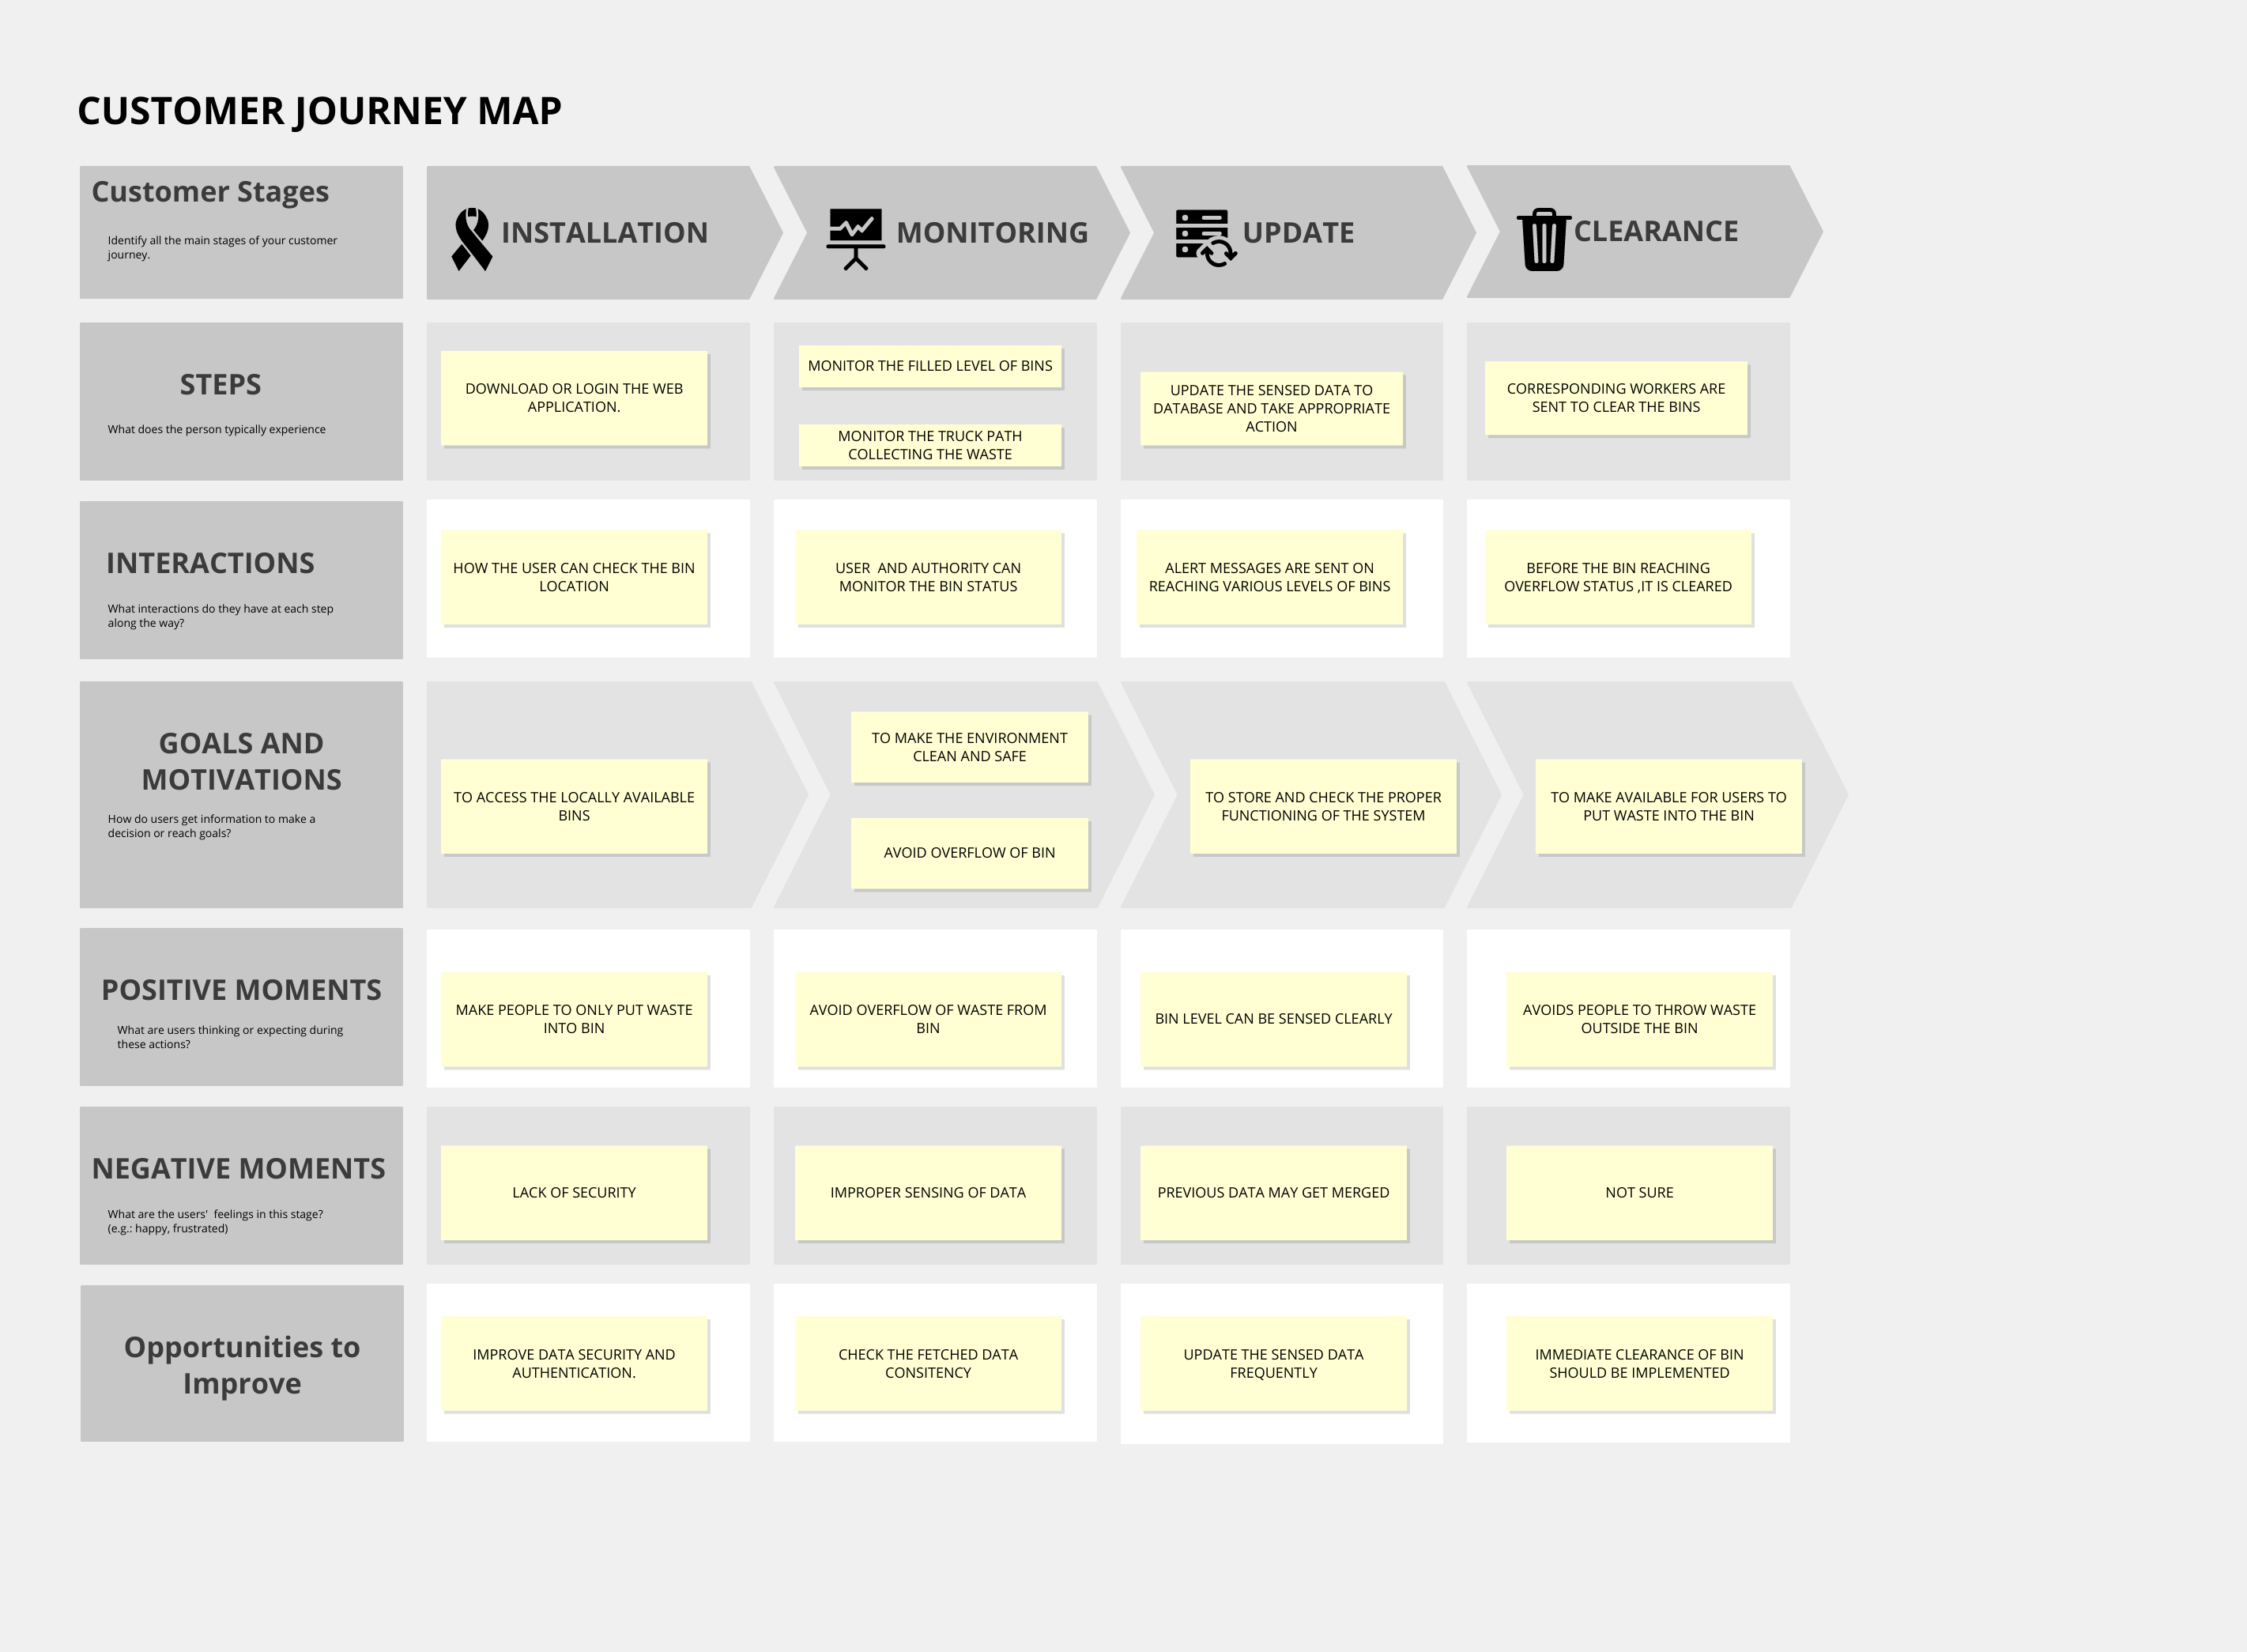 CUSTOMER JOURNEY MAP
Customer Stages
Identify all the main stages of your customer
journey.
INSTALLATION
MONITORING
UPDATE
CLEARANCE
STEPS
What does the person typically experience
DOWNLOAD OR LOGIN THE WEB
APPLICATION.
MONITOR THE FILLED LEVEL OF BINS
MONITOR THE TRUCK PATH
COLLECTING THE WASTE
UPDATE THE SENSED DATA TO
DATABASE AND TAKE APPROPRIATE
ACTION
CORRESPONDING WORKERS ARE
SENT TO CLEAR THE BINS
INTERACTIONS
What interactions do they have at each step
along the way?
HOW THE USER CAN CHECK THE BIN
LOCATION
USER  AND AUTHORITY CAN
MONITOR THE BIN STATUS
ALERT MESSAGES ARE SENT ON
REACHING VARIOUS LEVELS OF BINS
BEFORE THE BIN REACHING
OVERFLOW STATUS ,IT IS CLEARED
GOALS AND
MOTIVATIONS
How do users get information to make a
decision or reach goals?
TO ACCESS THE LOCALLY AVAILABLE
BINS
TO MAKE THE ENVIRONMENT
CLEAN AND SAFE
AVOID OVERFLOW OF BIN
TO STORE AND CHECK THE PROPER
FUNCTIONING OF THE SYSTEM
TO MAKE AVAILABLE FOR USERS TO
PUT WASTE INTO THE BIN
POSITIVE MOMENTS
What are users thinking or expecting during
these actions?
MAKE PEOPLE TO ONLY PUT WASTE
INTO BIN
AVOID OVERFLOW OF WASTE FROM
BIN
BIN LEVEL CAN BE SENSED CLEARLY
AVOIDS PEOPLE TO THROW WASTE
OUTSIDE THE BIN
NEGATIVE MOMENTS
What are the users'  feelings in this stage?
(e.g.: happy, frustrated)
LACK OF SECURITY
IMPROPER SENSING OF DATA
PREVIOUS DATA MAY GET MERGED
NOT SURE
Opportunities to
Improve
IMPROVE DATA SECURITY AND
AUTHENTICATION.
CHECK THE FETCHED DATA
CONSITENCY
UPDATE THE SENSED DATA
FREQUENTLY
IMMEDIATE CLEARANCE OF BIN
SHOULD BE IMPLEMENTED